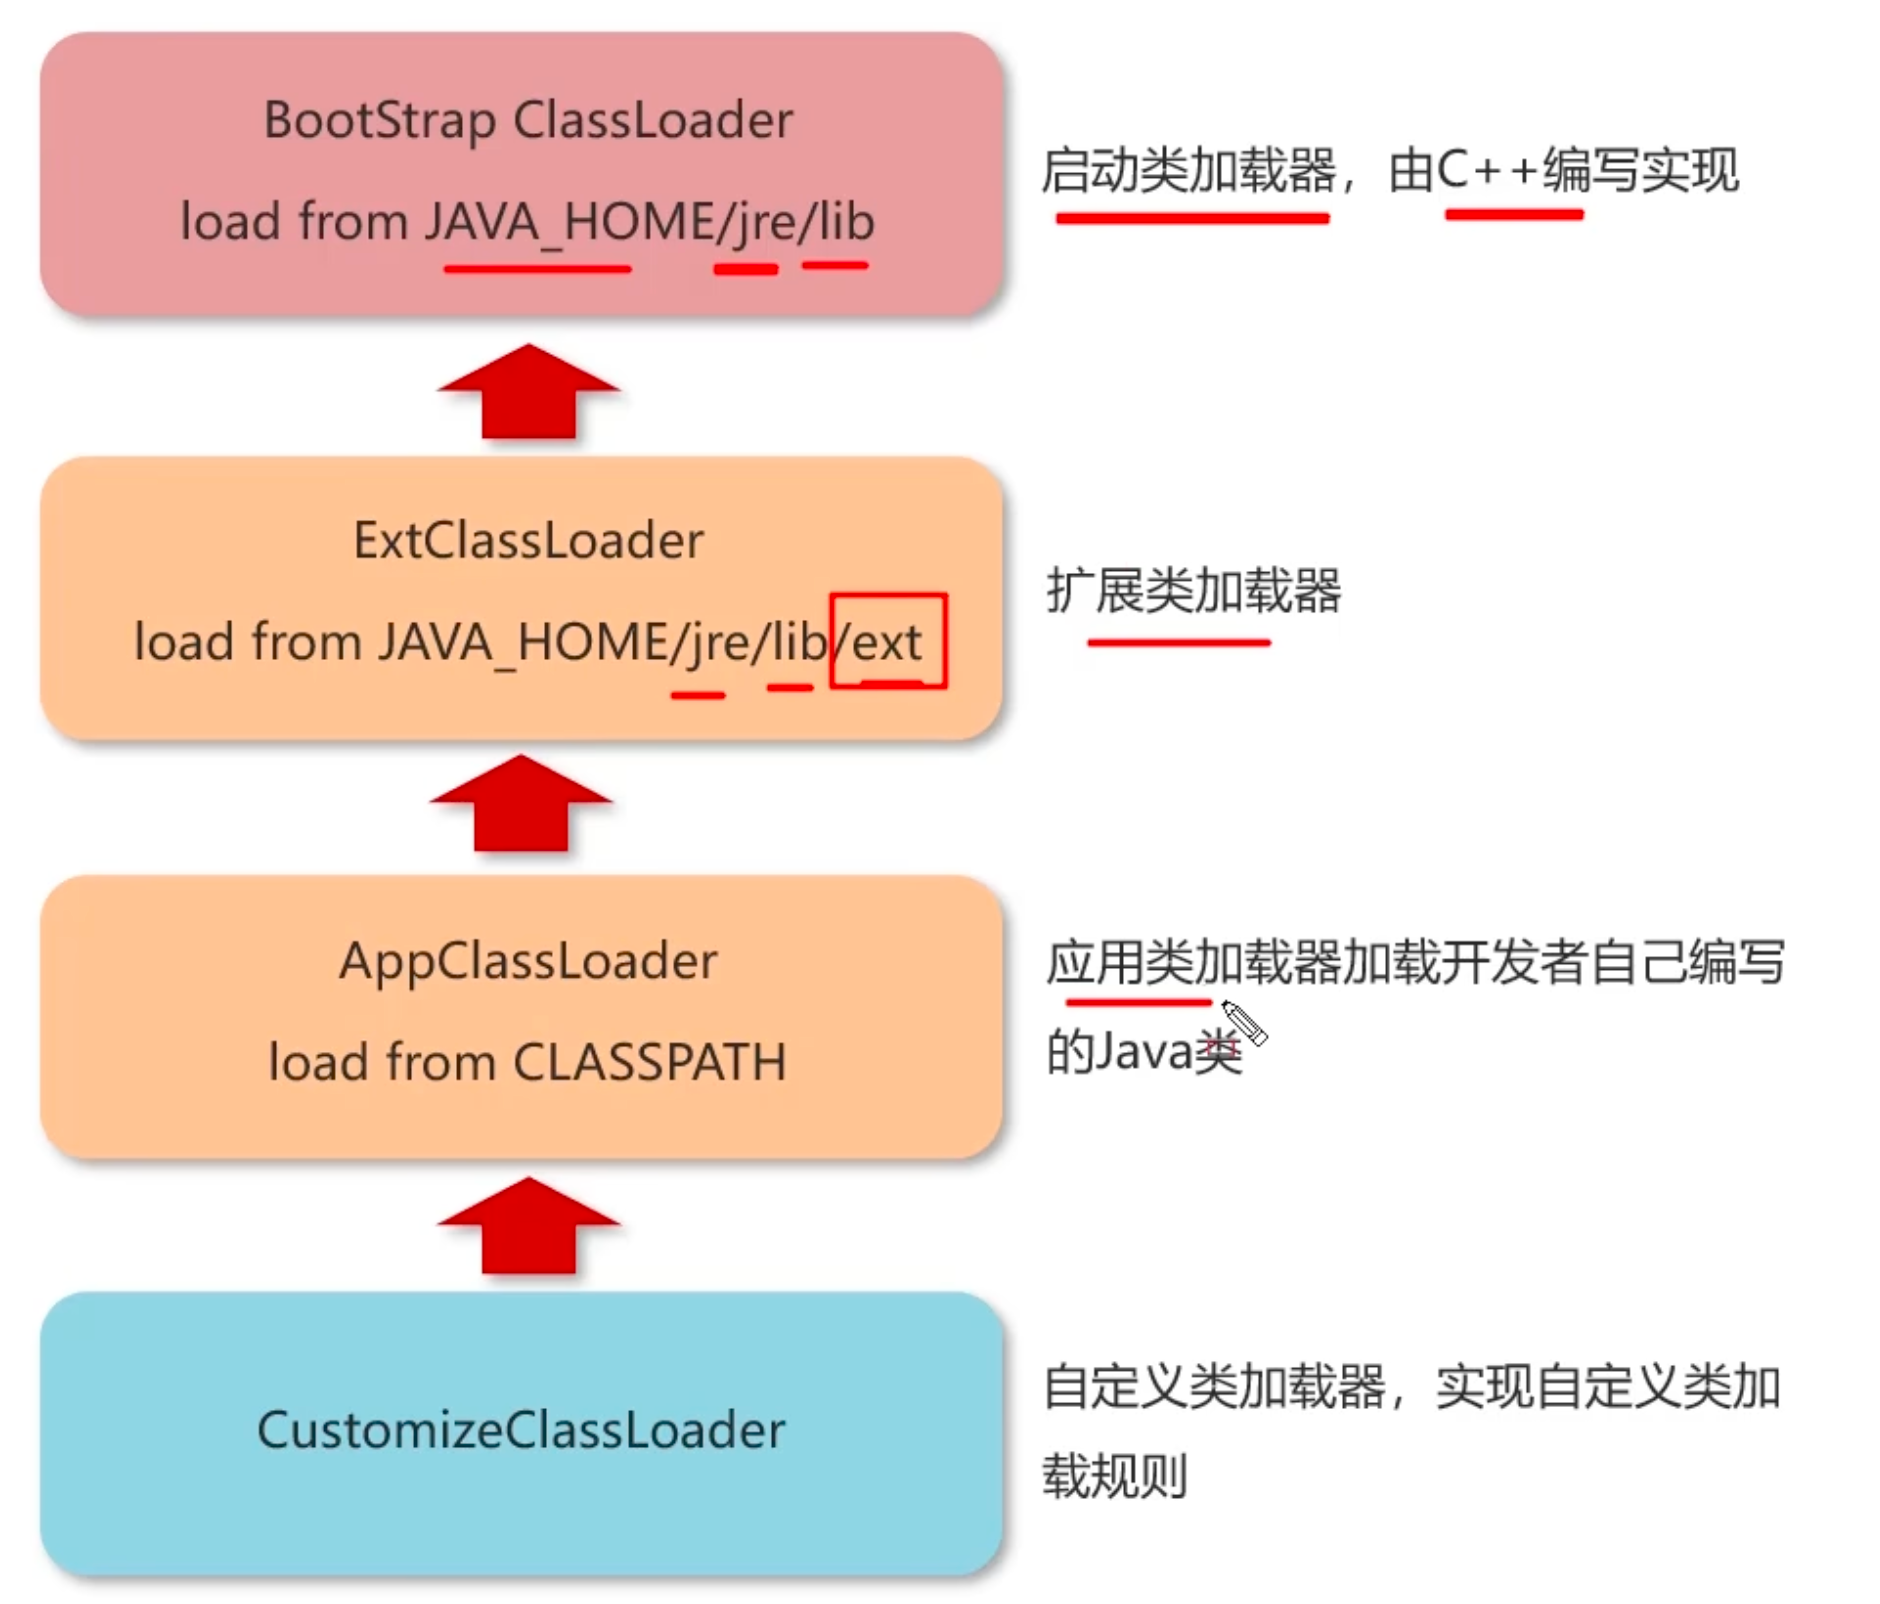 BootStrap ClassLoader
load from JAVA_HOME/jre/lib
启动类加载器，由C++编写实现
ExtClassLoader
load from JAVA_HOME/jre/lib/ext
扩展类加载器
AppClassLoader
load from CLASSPATH
应用类加载器加载开发者自己编写
的Java类
CustomizeClassLoader
自定义类加载器，实现自定义类加
载规则